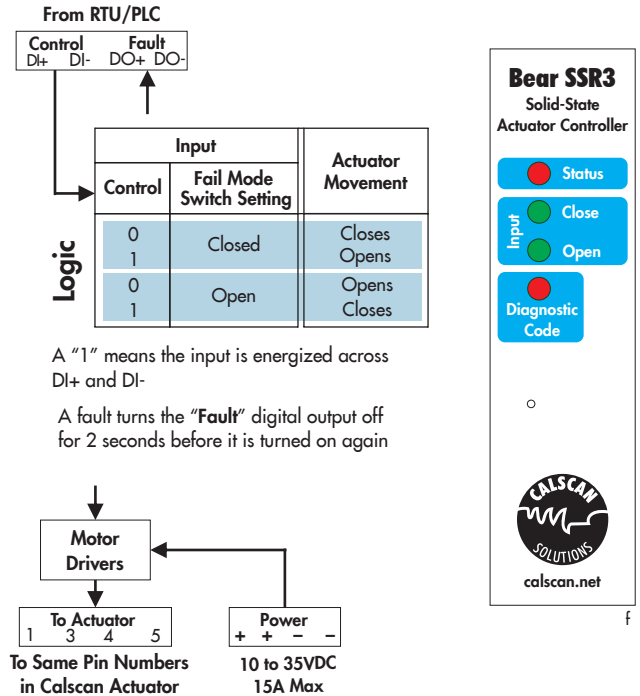 From RTU/PLC
Control Fault
DI+ DI- DO+ DO-
Input
Actuator Movement
Control
Fail Mode
Switch Setting
Logic
0 Closed Closes
1 Opens
0 Open Opens
1 Closes
A “1” means the input is energized across
DI+ and DI-
A fault turns the “Fault” digital output off
for 2 seconds before it is turned on again
Motor
Drivers
To Actuator
1 3 4 5
To Same Pin Numbers
in Calscan Actuator
Power
+ + – –
10 to 35VDC
15A Max
Bear SSR3
Solid-State
Actuator Controller
Status
Input
Close
Open
Diagnostic
Code
CALSCAN
SOLUTIONS
calscan.net
f